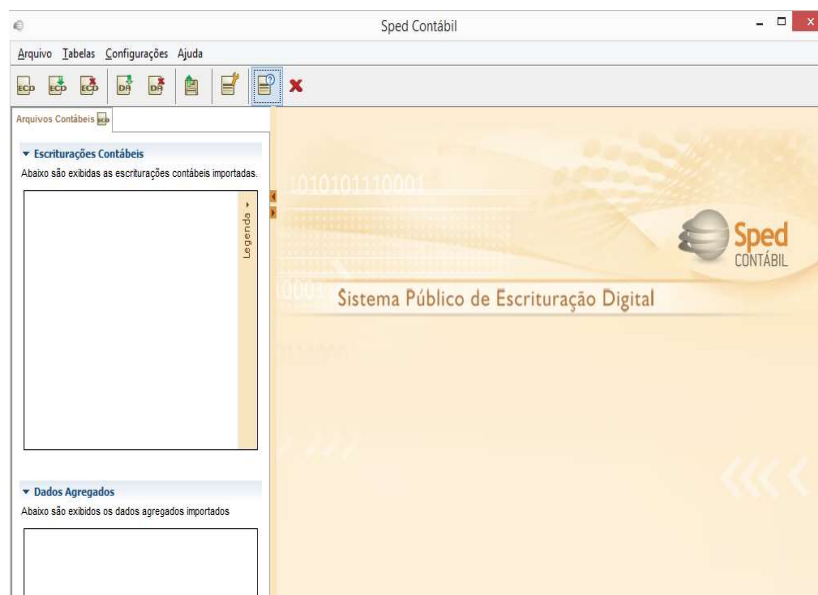 Sped Contábil
Arquivo Tabelas Configurações Ajuda
ECD ECD ECD DA DA
Arquivos Contábeis ECD
Escriturações Contábeis
Abaixo são exibidas as escriturações contábeis importadas.
Legenda
1010101110001
Sped
CONTÁBIL
10001
Sistema Público de Escrituração Digital
Dados Agregados
Abaixo são exibidos os dados agregados importados